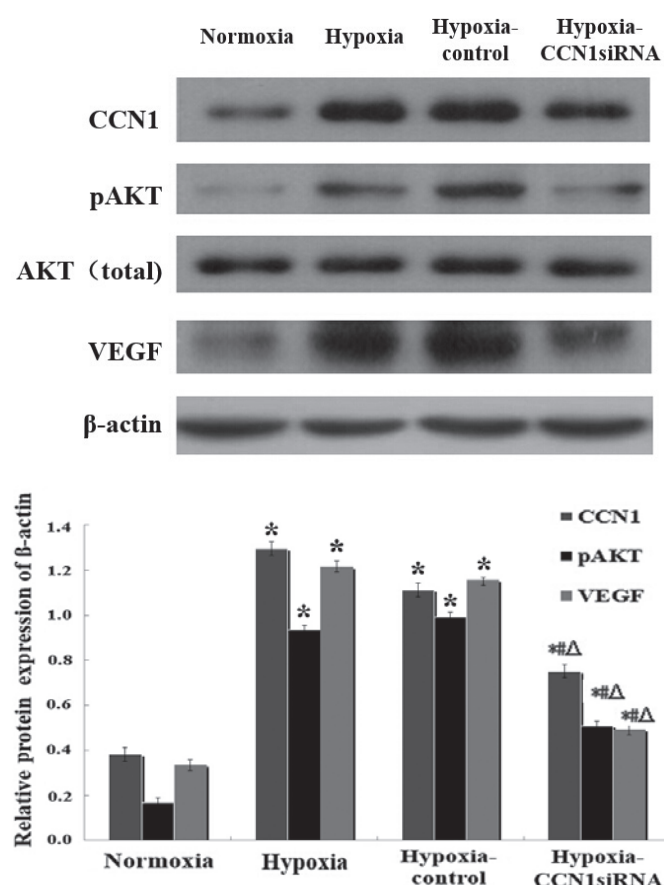 Normoxia Hypoxia Hypoxia-control Hypoxia-CCN1siRNA
CCN1
pAKT
AKT（total)
VEGF
β-actin
Relative protein expression of ß-actin
1.4
1.2
1.0
0.8
0.6
0.4
0.2
0.0
CCN1
pAKT
VEGF
* * *
* * *
*#Δ *#Δ *#Δ
Normoxia Hypoxia Hypoxia-control Hypoxia-CCN1siRNA